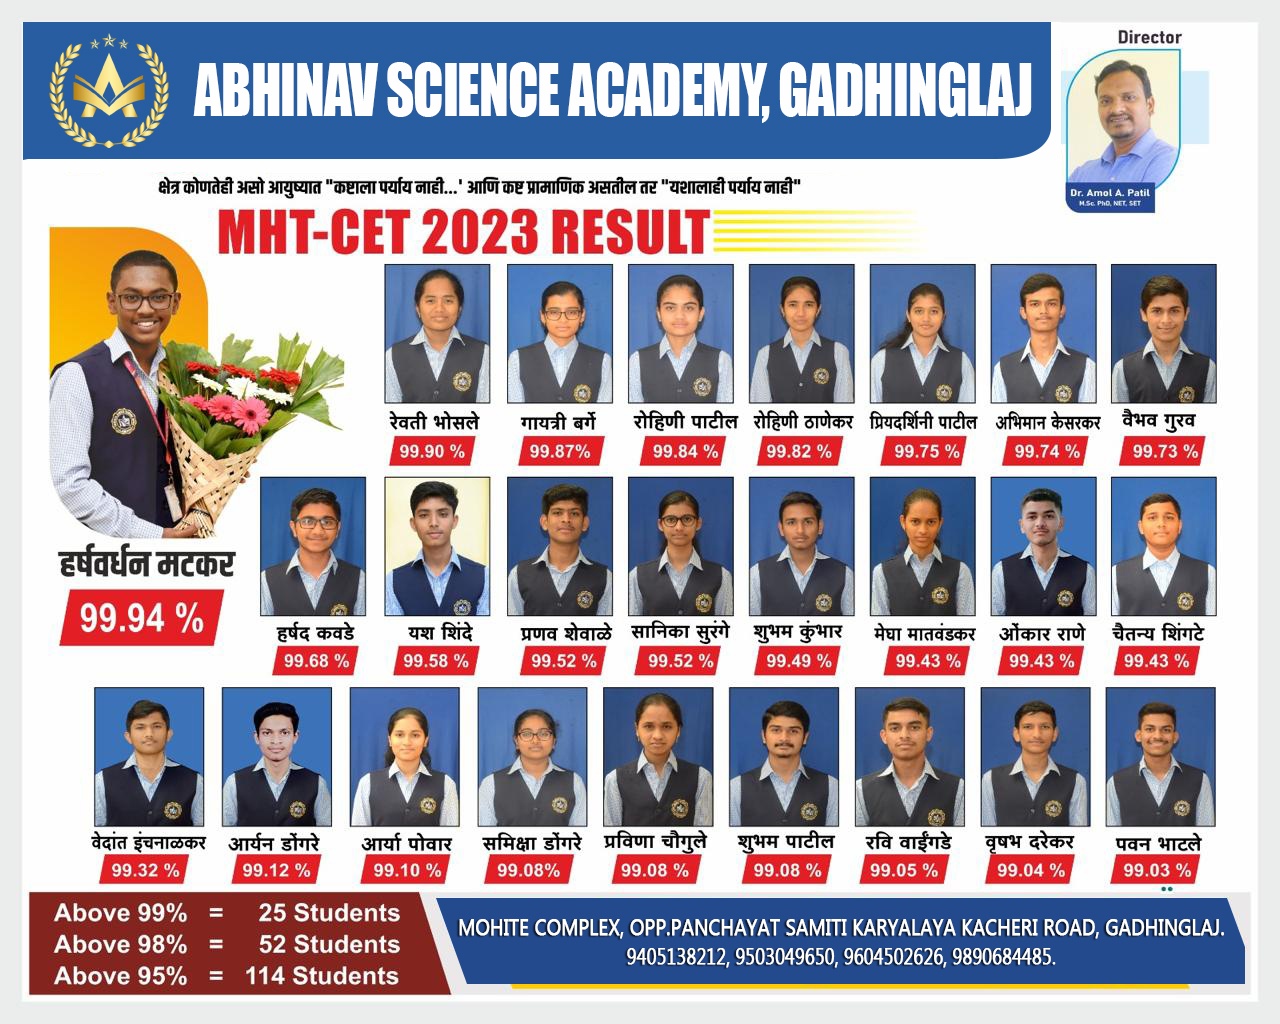 ABHINAV SCIENCE ACADEMY, GADHINGLAJ
Director
Dr. Amol A. Patil
M.Sc. PhD, NET, SET
क्षेत्र कोणतेही असो आयुष्यात "कष्टाला पर्याय नाही...' आणि कष्ट प्रामाणिक असतील तर "यशालाही पर्याय नाही"
MHT-CET 2023 RESULT
हर्षवर्धन मटकर
99.94 %
रेवती भोसले गायत्री बर्गे रोहिणी पाटील रोहिणी ठाणेकर प्रियदर्शिनी पाटील अभिमान केसरकर वैभव गुरव
99.90 % 99.87% 99.84 % 99.82 % 99.75 % 99.74 % 99.73 %
हर्षद कवडे यश शिंदे प्रणव शेवाळे सानिका सुरंगे शुभम कुंभार मेघा मातवंडकर ओंकार राणे चैतन्य शिंगटे
99.68 % 99.58 % 99.52 % 99.52 % 99.49 % 99.43 % 99.43 % 99.43 %
वेदांत इंचनाळकर आर्यन डोंगरे आर्या पोवार समिक्षा डोंगरे प्रविणा चौगुले शुभम पाटील रवि वाईंगडे वृषभ दरेकर पवन भाटले
99.32 % 99.12 % 99.10 % 99.08% 99.08 % 99.08 % 99.05 % 99.04 % 99.03 %
Above 99% = 25 Students
Above 98% = 52 Students
Above 95% = 114 Students
MOHITE COMPLEX, OPP.PANCHAYAT SAMITI KARYALAYA KACHERI ROAD, GADHINGLAJ.
9405138212, 9503049650, 9604502626, 9890684485.